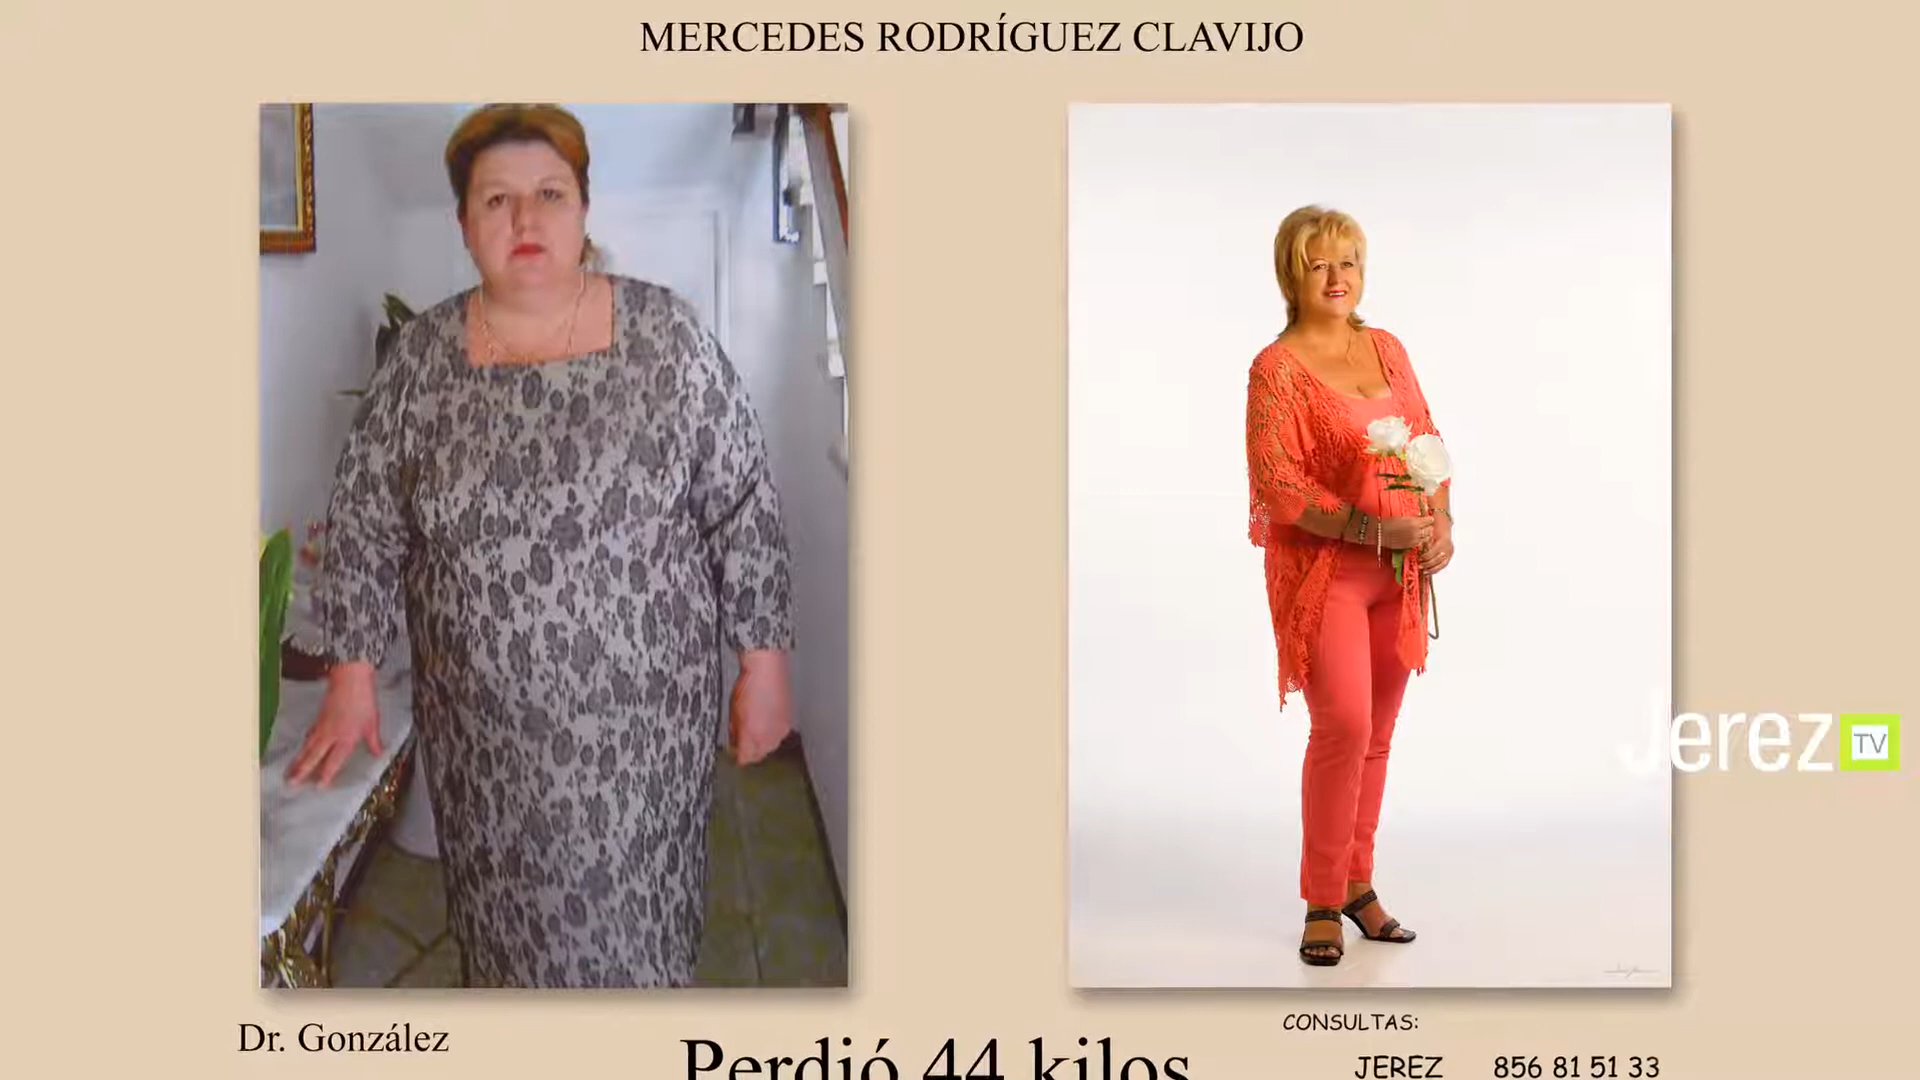 MERCEDES RODRÍGUEZ CLAVIJO
Jerez TV
Dr. González
Perdió 44 kilos
CONSULTAS:
JEREZ 856 81 51 33